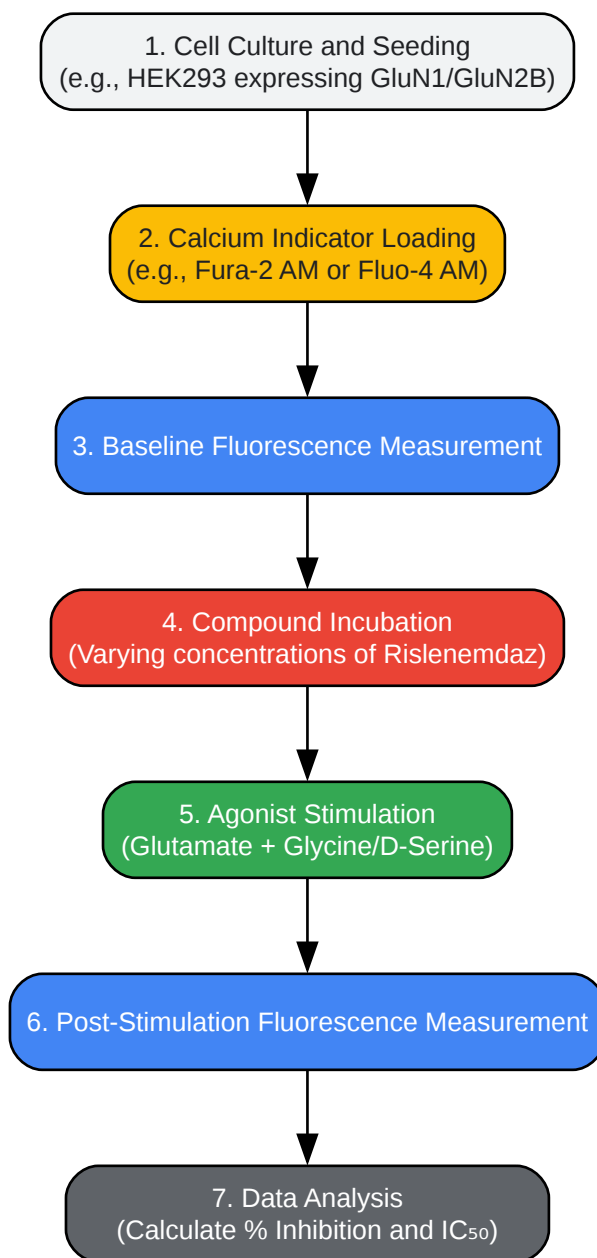 1. Cell Culture and Seeding
(e.g., HEK293 expressing GluN1/GluN2B)
2. Calcium Indicator Loading
(e.g., Fura-2 AM or Fluo-4 AM)
3. Baseline Fluorescence Measurement
4. Compound Incubation
(Varying concentrations of Rislenemdaz)
5. Agonist Stimulation
(Glutamate + Glycine/D-Serine)
6. Post-Stimulation Fluorescence Measurement
7. Data Analysis
(Calculate % Inhibition and IC₅₀)